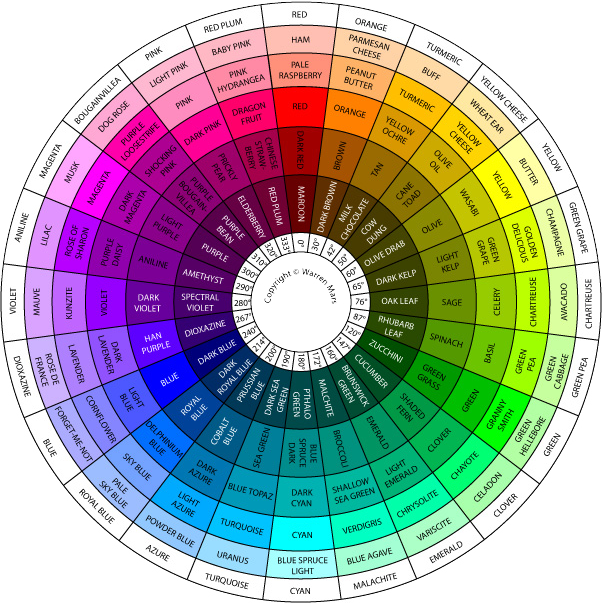 RED
ORANGE
TURMERIC
YELLOW CHEESE
YELLOW
GREEN GRAPE
CHARTREUSE
GREEN PEA
GREEN
CLOVER
EMERALD
MALACHITE
CYAN
TURQUOISE
AZURE
ROYAL BLUE
BLUE
DIOXAZINE
VIOLET
ANILINE
MAGENTA
BOUGAINVILLEA
PINK
RED PLUM
HAM
PARMESAN
CHEESE
BUFF
WHEAT EAR
BUTTER
CHAMPAGNE
AVOCADO
GREEN
CABBAGE
GREEN
HELLEBORE
CELADON
VARISCITE
BLUE AGAVE
BLUE SPRUCE
LIGHT
URANUS
POWDER BLUE
PALE
SKY BLUE
FORGET-ME-NOT
ROSE DE
FRANCE
MAUVE
LILAC
MUSK
DOG ROSE
LIGHT PINK
BABY PINK
PALE
RASPBERRY
PEANUT
BUTTER
TURMERIC
YELLOW
CHEESE
YELLOW
GOLDEN
DELICIOUS
CHARTREUSE
GREEN
PEA
GRANNY
SMITH
CHAYOTE
CHRYSOLITE
VERDIGRIS
CYAN
TURQUOISE
LIGHT
AZURE
SKY BLUE
CORNFLOWER
LAVENDER
KUNZITE
ROSE OF
SHARON
MAGENTA
PURPLE
LOOSESTRIFE
PINK
PINK
HYDRANGEA
RED
ORANGE
YELLOW
OCHRE
OLIVE
OIL
WASABI
GREEN
GRAPE
CELERY
BASIL
GREEN
CLOVER
LIGHT
EMERALD
SHALLOW
SEA GREEN
DARK
CYAN
BLUE TOPAZ
DARK
AZURE
DELPHINIUM
BLUE
LIGHT
BLUE
DARK
LAVENDER
VIOLET
PURPLE
DAISY
DARK
MAGENTA
SHOCKING
PINK
DARK PINK
DRAGON
FRUIT
DARK RED
BROWN
TAN
CANE
TOAD
OLIVE
LIGHT
KELP
SAGE
SPINACH
GREEN
GRASS
SHADED
FERN
EMERALD
BROCCOLI
BLUE
SPRUCE
DARK
SEA GREEN
COBALT
BLUE
ROYAL
BLUE
BLUE
HAN
PURPLE
DARK
VIOLET
ANILINE
LIGHT
PURPLE
PURPLE
BOUGAIN-
VILLEA
PRICKLY
PEAR
CHINESE
STRAW
BERRY
MAROON
DARK BROWN
MILK
CHOCOLATE
COW
DUNG
OLIVE DRAB
DARK KELP
OAK LEAF
RHUBARB
LEAF
ZUCCHINI
CUCUMBER
BRUNSWICK
GREEN
MALCHITE
PTHALO
GREEN
DARK SEA
GREEN
PRUSSIAN
BLUE
DARK
ROYAL BLUE
DARK BLUE
DIOXAZINE
SPECTRAL
VIOLET
AMETHYST
PURPLE
PURPLE
BEAN
ELDERBERRY
RED PLUM
0°
30°
42°
50°
60°
65°
76°
87°
120°
147°
160°
172°
180°
190°
200°
214°
240°
267°
280°
290°
300°
310°
320°
333°
Copyright © Warren Mars